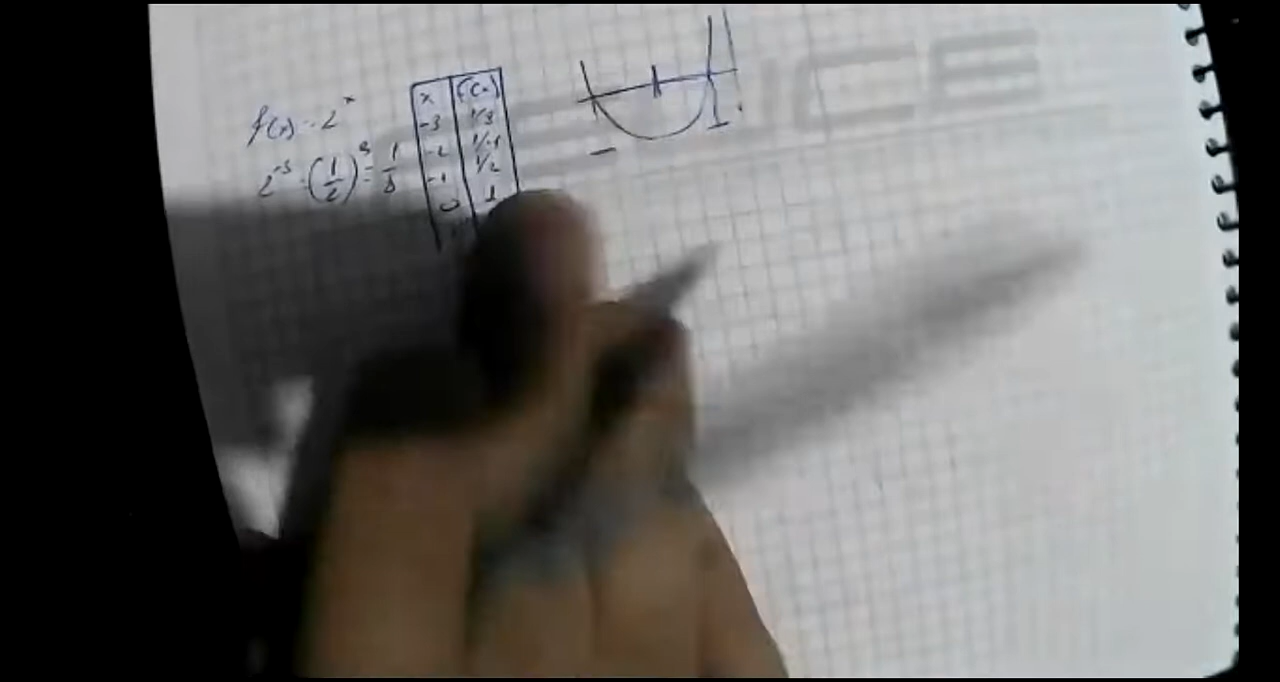 f(x) = 2^x
2^-3 = (1/2)^3 = 1/8
x f(x)
-3 1/8
-2 1/4
-1 1/2
0 1